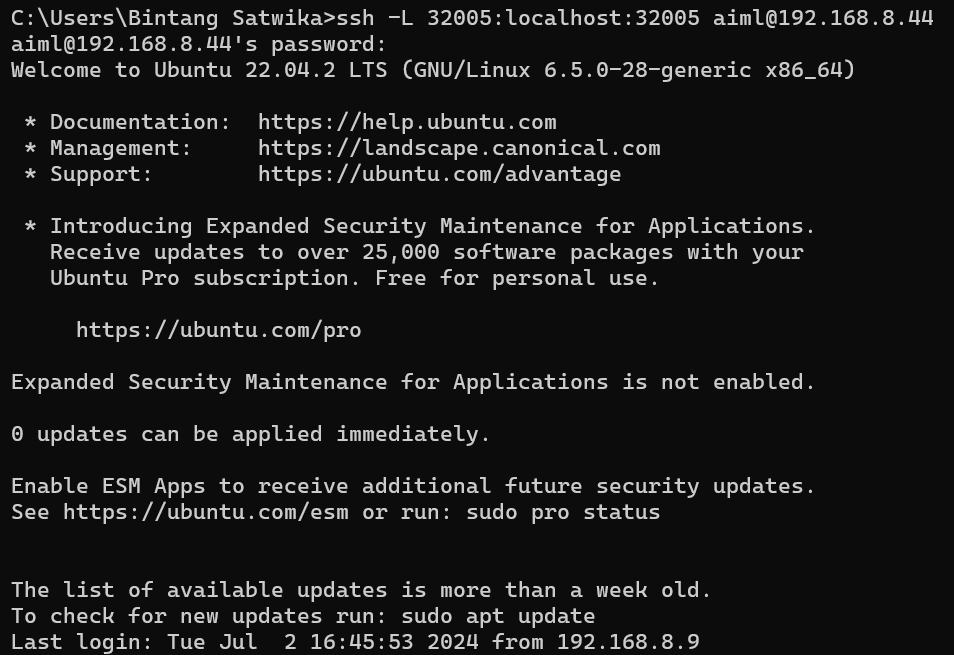 C:\Users\Bintang Satwika>ssh -L 32005:localhost:32005 aiml@192.168.8.44
aiml@192.168.8.44's password:
Welcome to Ubuntu 22.04.2 LTS (GNU/Linux 6.5.0-28-generic x86_64)
* Documentation:  https://help.ubuntu.com
* Management:     https://landscape.canonical.com
* Support:        https://ubuntu.com/advantage
* Introducing Expanded Security Maintenance for Applications.
Receive updates to over 25,000 software packages with your
Ubuntu Pro subscription. Free for personal use.
https://ubuntu.com/pro
Expanded Security Maintenance for Applications is not enabled.
0 updates can be applied immediately.
Enable ESM Apps to receive additional future security updates.
See https://ubuntu.com/esm or run: sudo pro status
The list of available updates is more than a week old.
To check for new updates run: sudo apt update
Last login: Tue Jul  2 16:45:53 2024 from 192.168.8.9